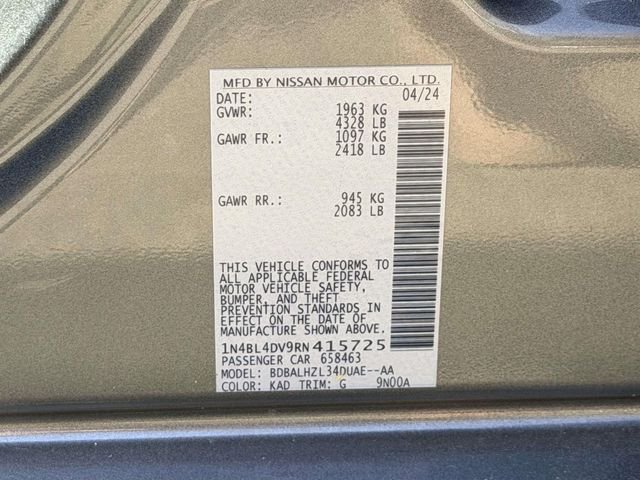 MFD BY NISSAN MOTOR CO., LTD.
DATE: 04/24
GVWR: 1963 KG
4328 LB
GAWR FR.: 1097 KG
2418 LB
GAWR RR.: 945 KG
2083 LB
THIS VEHICLE CONFORMS TO
ALL APPLICABLE FEDERAL
MOTOR VEHICLE SAFETY,
BUMPER, AND THEFT
PREVENTION STANDARDS IN
EFFECT ON THE DATE OF
MANUFACTURE SHOWN ABOVE.
1N4BL4DV9RN415725
PASSENGER CAR 658463
MODEL: BDBALHZL34DUAE--AA
COLOR: KAD TRIM: G 9N00A